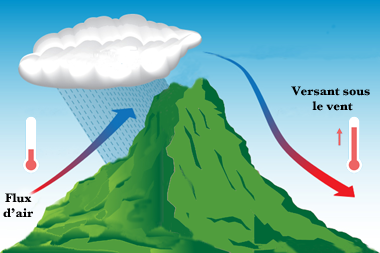 Versant sous
le vent
Flux
d'air